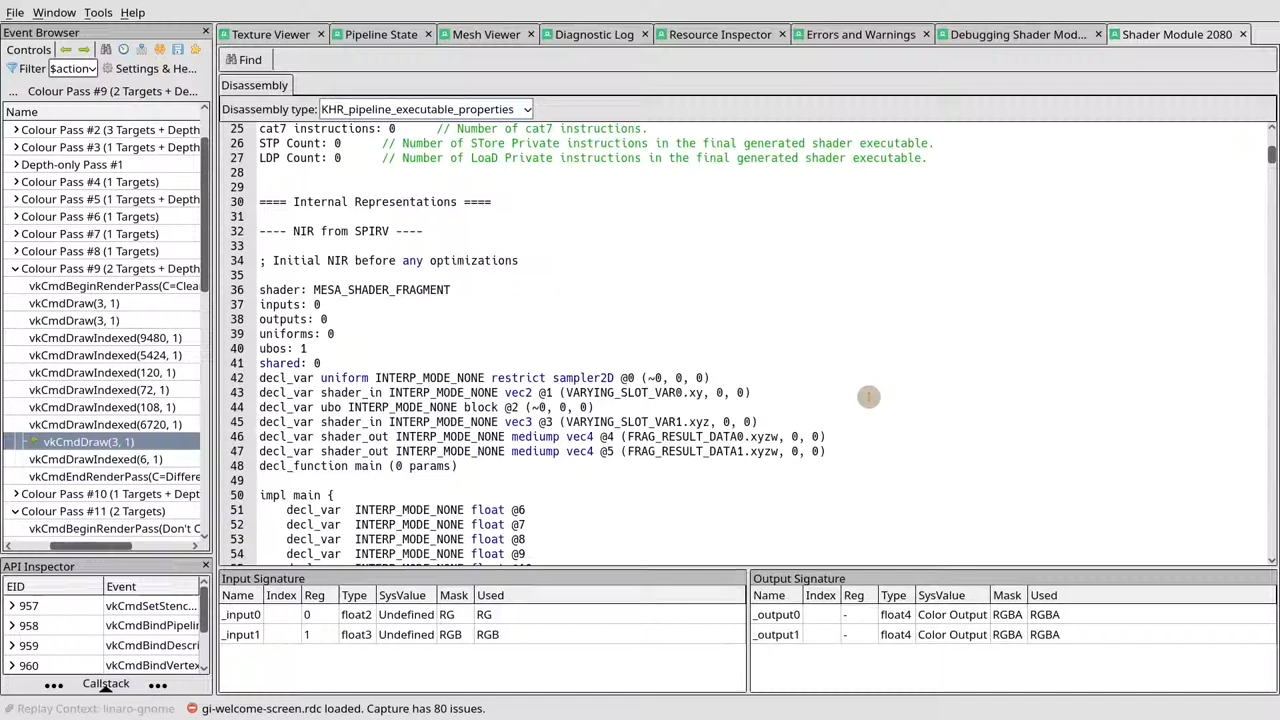 File Window Tools Help
Event Browser
Controls
Filter $action Settings & He...
... Colour Pass #9 (2 Targets + De...
Name
Colour Pass #2 (3 Targets + Depth
Colour Pass #3 (1 Targets + Depth
Depth-only Pass #1
Colour Pass #4 (1 Targets)
Colour Pass #5 (1 Targets + Depth
Colour Pass #6 (1 Targets)
Colour Pass #7 (1 Targets)
Colour Pass #8 (1 Targets)
Colour Pass #9 (2 Targets + Depth
vkCmdBeginRenderPass(C=Clea
vkCmdDraw(3, 1)
vkCmdDraw(3, 1)
vkCmdDrawIndexed(9480, 1)
vkCmdDrawIndexed(5424, 1)
vkCmdDrawIndexed(120, 1)
vkCmdDrawIndexed(72, 1)
vkCmdDrawIndexed(108, 1)
vkCmdDrawIndexed(6720, 1)
vkCmdDraw(3, 1)
vkCmdDrawIndexed(6, 1)
vkCmdEndRenderPass(C=Differe
Colour Pass #10 (1 Targets + Dept
Colour Pass #11 (2 Targets)
vkCmdBeginRenderPass(Don't C
API Inspector
EID Event
957 vkCmdSetStenc...
958 vkCmdBindPipelin
959 vkCmdBindDescri
960 vkCmdBindVertex
... Callstack ...
Texture Viewer Pipeline State Mesh Viewer Diagnostic Log Resource Inspector Errors and Warnings Debugging Shader Mod... Shader Module 2080
Find
Disassembly
Disassembly type: KHR_pipeline_executable_properties
25 cat7 instructions: 0 // Number of cat7 instructions.
26 STP Count: 0 // Number of STore Private instructions in the final generated shader executable.
27 LDP Count: 0 // Number of LoaD Private instructions in the final generated shader executable.
28
29
30 ==== Internal Representations ====
31
32 ---- NIR from SPIRV ----
33
34 ; Initial NIR before any optimizations
35
36 shader: MESA_SHADER_FRAGMENT
37 inputs: 0
38 outputs: 0
39 uniforms: 0
40 ubos: 1
41 shared: 0
42 decl_var uniform INTERP_MODE_NONE restrict sampler2D @0 (~0, 0, 0)
43 decl_var shader_in INTERP_MODE_NONE vec2 @1 (VARYING_SLOT_VAR0.xy, 0, 0)
44 decl_var ubo INTERP_MODE_NONE block @2 (~0, 0, 0)
45 decl_var shader_in INTERP_MODE_NONE vec3 @3 (VARYING_SLOT_VAR1.xyz, 0, 0)
46 decl_var shader_out INTERP_MODE_NONE mediump vec4 @4 (FRAG_RESULT_DATA0.xyzw, 0, 0)
47 decl_var shader_out INTERP_MODE_NONE mediump vec4 @5 (FRAG_RESULT_DATA1.xyzw, 0, 0)
48 decl_function main (0 params)
49
50 impl main {
51 decl_var INTERP_MODE_NONE float @6
52 decl_var INTERP_MODE_NONE float @7
53 decl_var INTERP_MODE_NONE float @8
54 decl_var INTERP_MODE_NONE float @9
Input Signature
Name Index Reg Type SysValue Mask Used
_input0 0 float2 Undefined RG RG
_input1 1 float3 Undefined RGB RGB
Output Signature
Name Index Reg Type SysValue Mask Used
_output0 - float4 Color Output RGBA RGBA
_output1 - float4 Color Output RGBA RGBA
Replay Context: linaro-gnome gi-welcome-screen.rdc loaded. Capture has 80 issues.